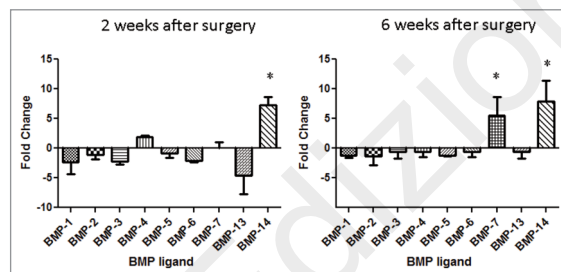 2 weeks after surgery
Fold Change
10
5
0
-5
-10
*
BMP-1
BMP-2
BMP-3
BMP-4
BMP-5
BMP-6
BMP-7
BMP-13
BMP-14
BMP ligand
6 weeks after surgery
Fold Change
15
10
5
0
-5
-10
*
*
BMP-1
BMP-2
BMP-3
BMP-4
BMP-5
BMP-6
BMP-7
BMP-13
BMP-14
BMP ligand